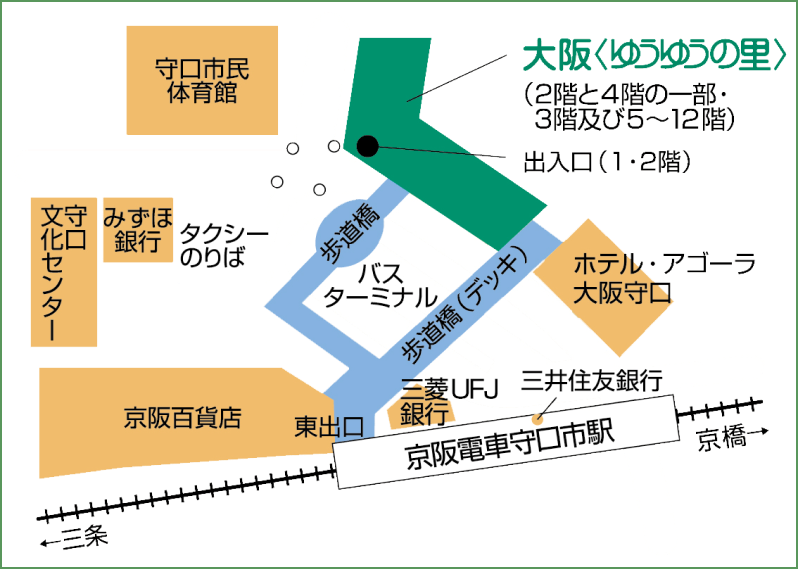 守口市民
体育館
大阪〈ゆうゆうの里〉
（2階と4階の一部・
3階及び5〜12階）
出入口（1・2階）
守口
文化センター
みずほ
銀行
タクシー
のりば
歩道橋
バス
ターミナル
歩道橋（デッキ）
ホテル・アゴーラ
大阪守口
京阪百貨店
東出口
三菱UFJ
銀行
三井住友銀行
京阪電車守口市駅
京橋→
←三条